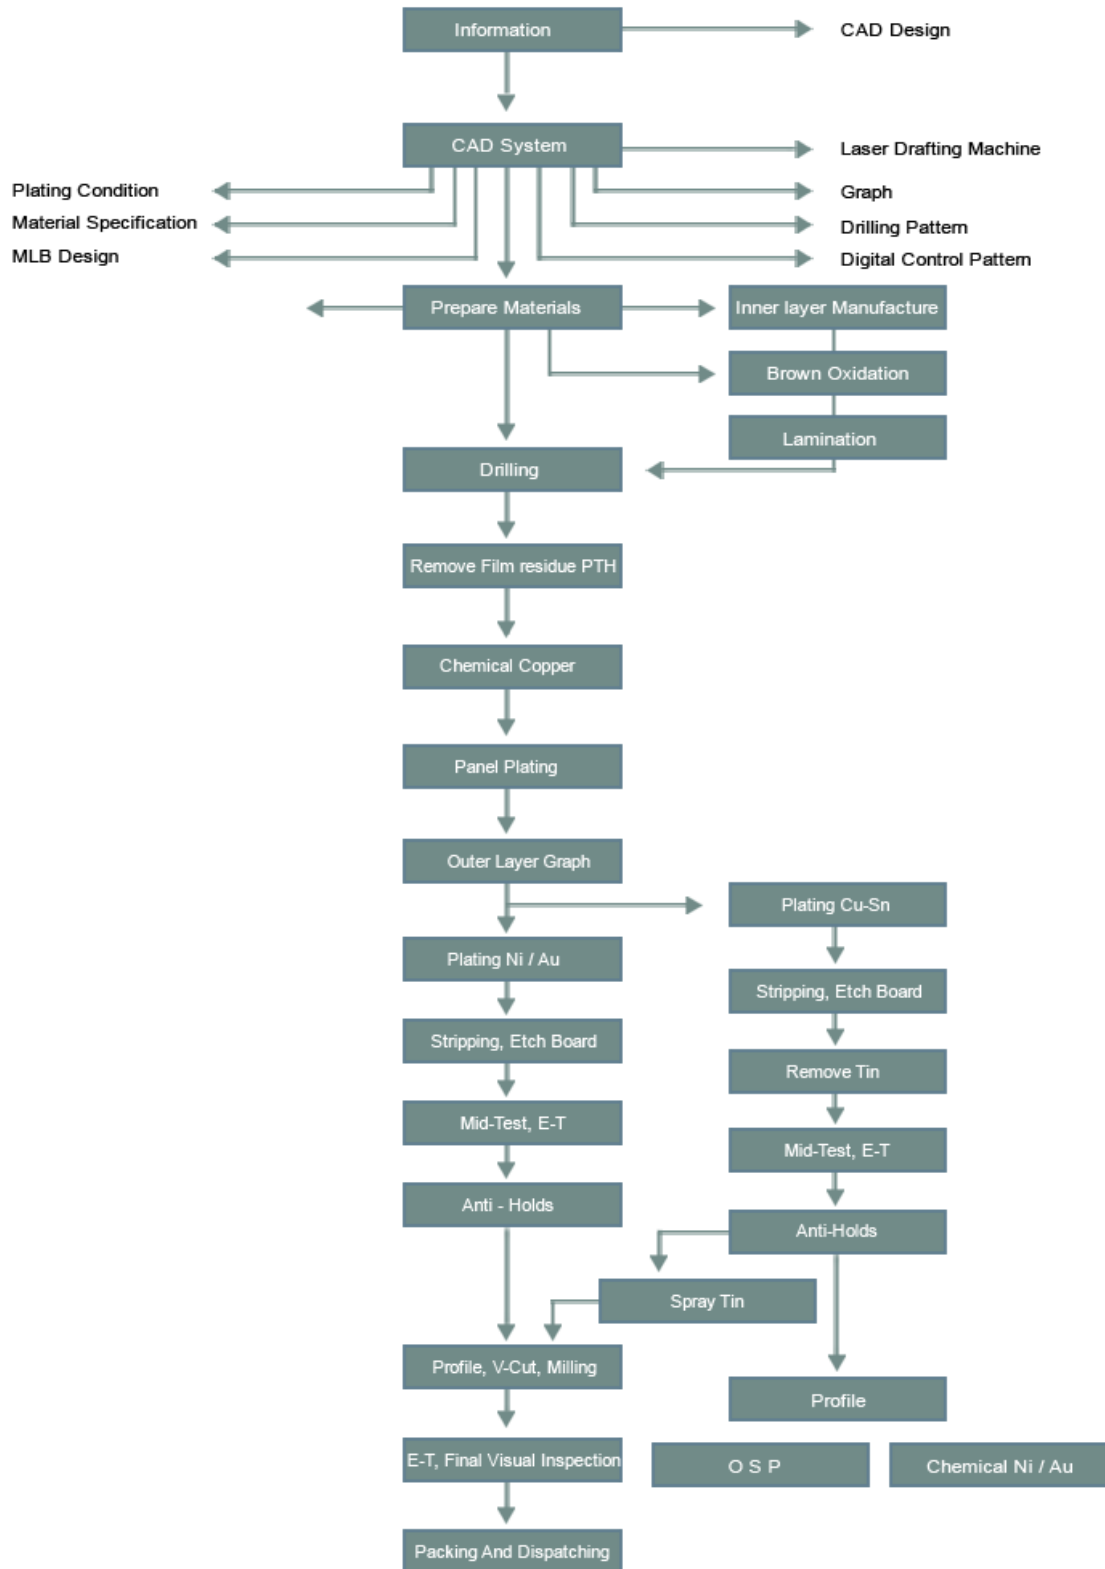 Information
CAD Design
CAD System
Laser Drafting Machine
Plating Condition
Graph
Material Specification
Drilling Pattern
MLB Design
Digital Control Pattern
Prepare Materials
Inner layer Manufacture
Brown Oxidation
Lamination
Drilling
Remove Film residue PTH
Chemical Copper
Panel Plating
Outer Layer Graph
Plating Cu-Sn
Plating Ni / Au
Stripping, Etch Board
Stripping, Etch Board
Remove Tin
Mid-Test, E-T
Mid-Test, E-T
Anti - Holds
Anti-Holds
Spray Tin
Profile, V-Cut, Milling
Profile
E-T, Final Visual Inspection
O S P
Chemical Ni / Au
Packing And Dispatching